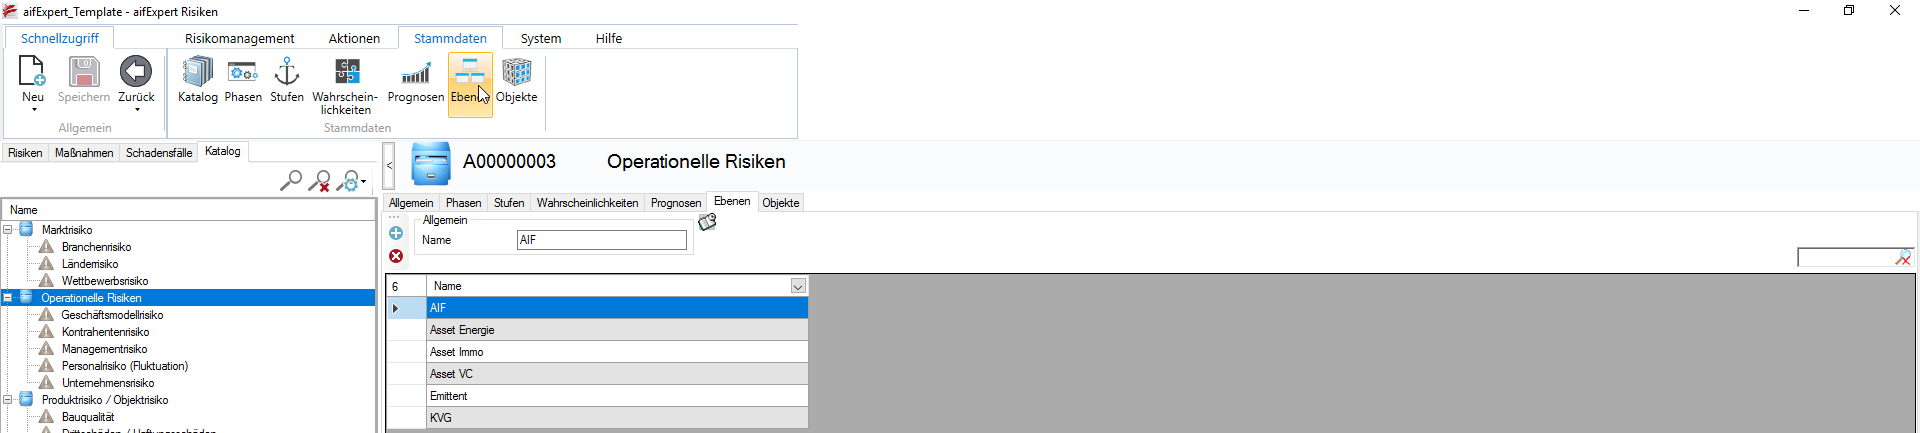 aifExpert_Template - aifExpert Risiken
Schnellzugriff Risikomanagement Aktionen Stammdaten System Hilfe
Neu Speichern Zurück Katalog Phasen Stufen Wahrschein- Prognosen Objekte
lichkeiten
Allgemein Stammdaten
Risiken Maßnahmen Schadensfälle Katalog
< A00000003 Operationelle Risiken
Allgemein Phasen Stufen Wahrscheinlichkeiten Prognosen Ebenen Objekte
Allgemein
Name AIF
Name
Marktrisiko
Branchenrisiko
Länderrisiko
Wettbewerbsrisiko
Operationelle Risiken
Geschäftsmodellrisiko
Kontrahentenrisiko
Managementrisiko
Personalrisiko (Fluktuation)
Unternehmensrisiko
Produktrisiko / Objektrisiko
Bauqualität
6 Name
AIF
Asset Energie
Asset Immo
Asset VC
Emittent
KVG